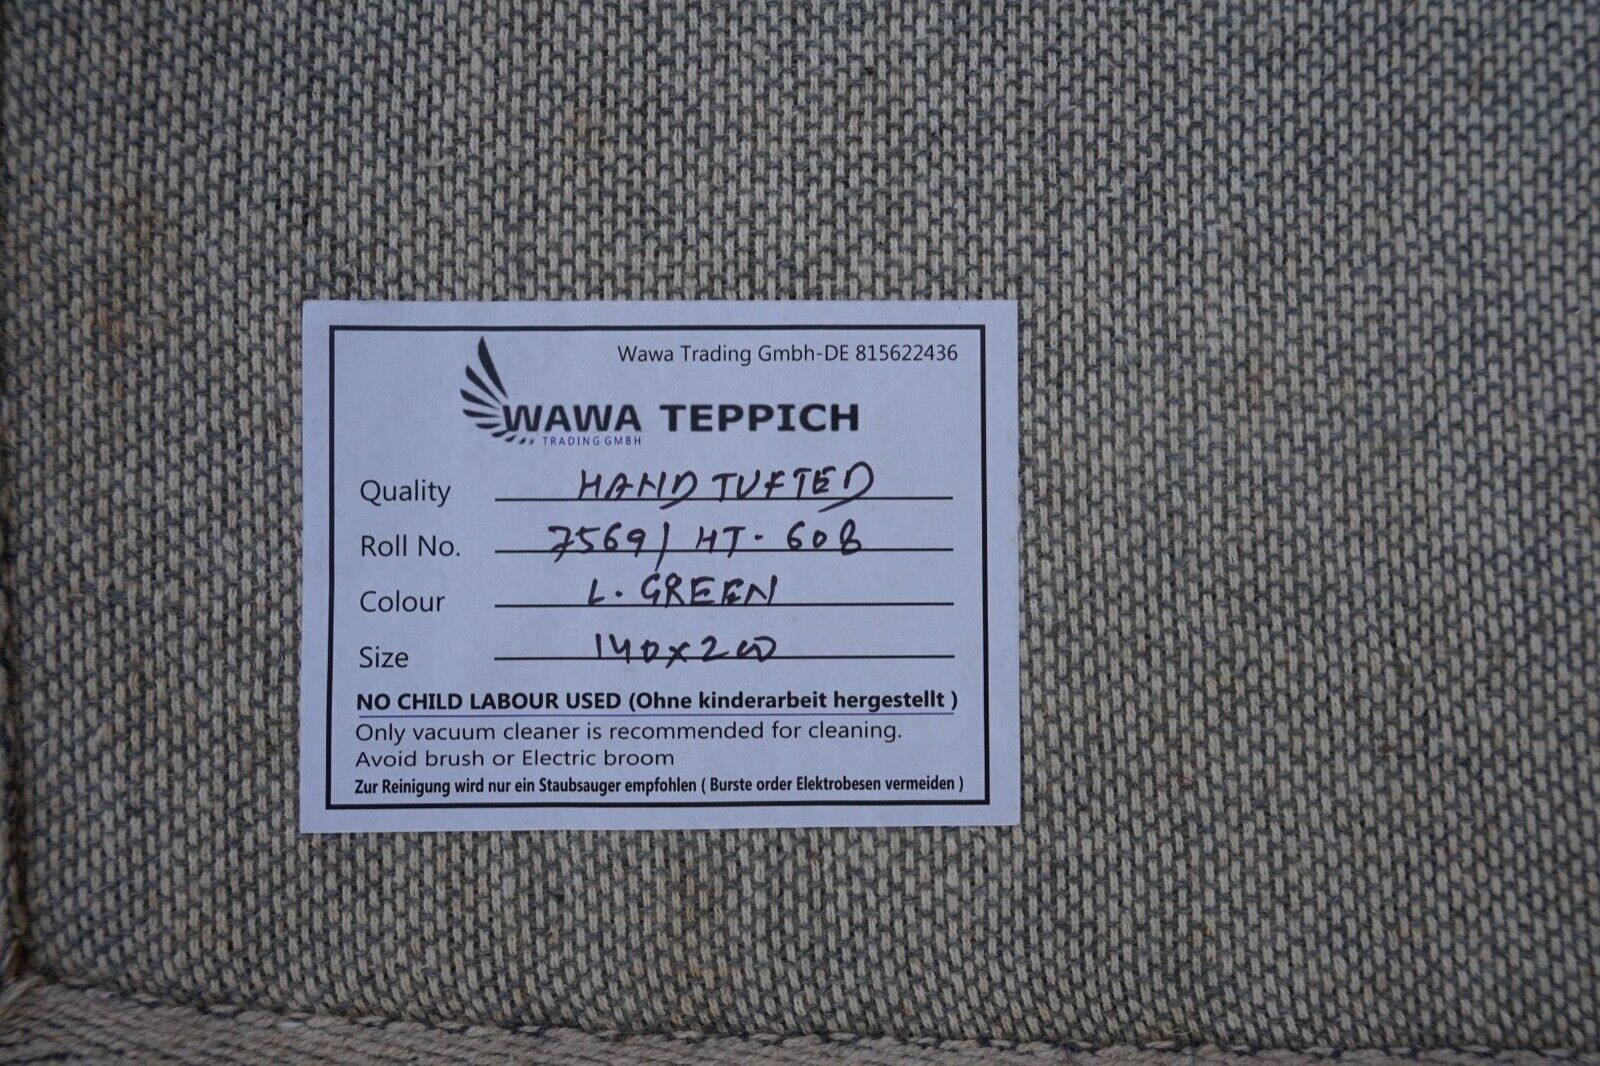 Wawa Trading Gmbh-DE 815622436
WAWA TEPPICH
TRADING GMBH
Quality HAND TUFTED
Roll No. 7569/ HT. 608
Colour L. GREEN
Size 140x200
NO CHILD LABOUR USED (Ohne kinderarbeit hergestellt )
Only vacuum cleaner is recommended for cleaning.
Avoid brush or Electric broom
Zur Reinigung wird nur ein Staubsauger empfohlen ( Burste order Elektrobesen vermeiden )